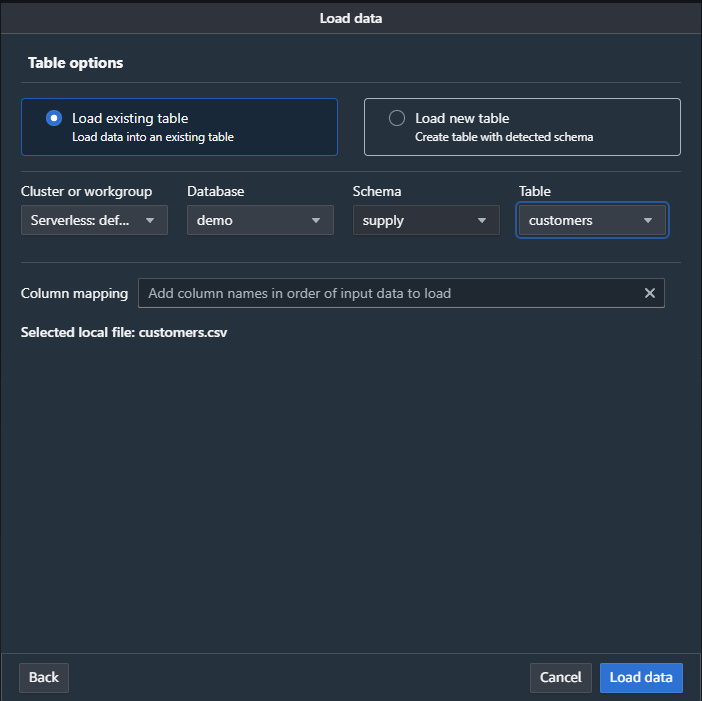 Load data
Table options
Load existing table
Load data into an existing table
Load new table
Create table with detected schema
Cluster or workgroup
Database
Schema
Table
Serverless: def...
demo
supply
customers
Column mapping
Add column names in order of input data to load
Selected local file: customers.csv
Back
Cancel
Load data